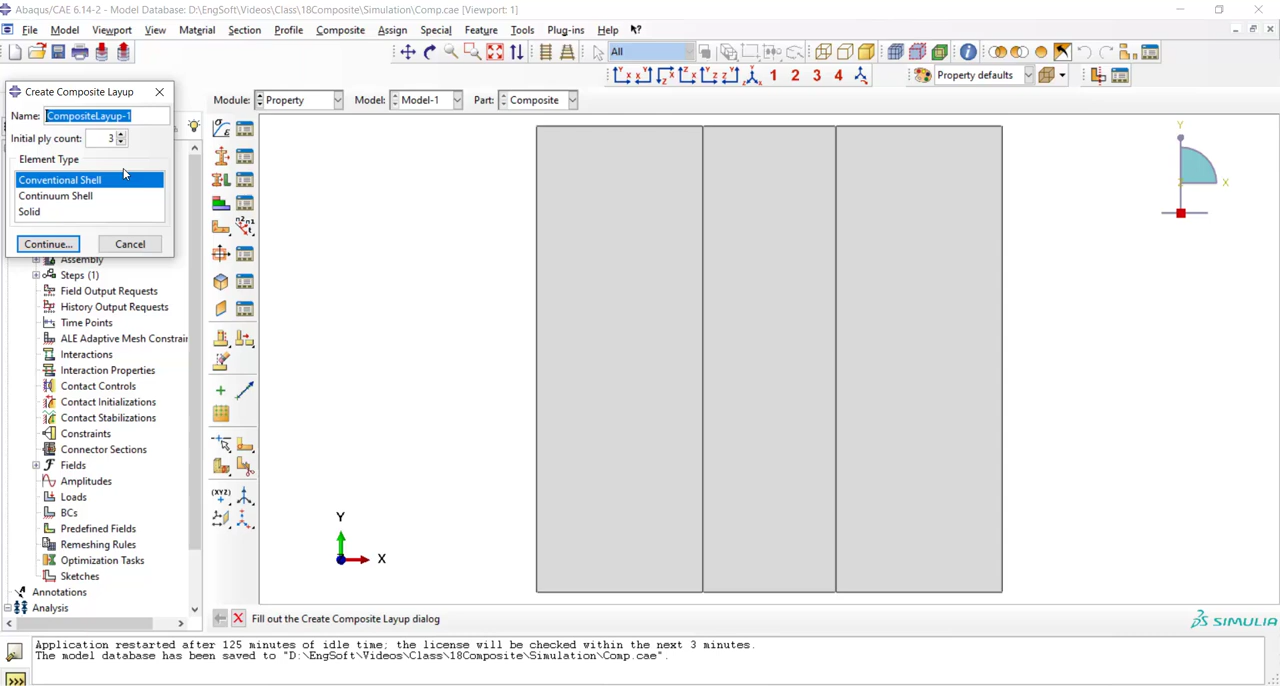 Abaqus/CAE 6.14-2 - Model Database: D:\EngSoft\Videos\Class\18Composite\Simulation\Comp.cae [Viewport: 1]
File Model Viewport View Material Section Profile Composite Assign Special Feature Tools Plug-ins Help
All
1 2 3 4 Property defaults
Create Composite Layup
Module: Property Model: Model-1 Part: Composite
Name: CompositeLayup-1
Initial ply count: 3
Element Type
Conventional Shell
Continuum Shell
Solid
Continue... Cancel
Assembly
Steps (1)
Field Output Requests
History Output Requests
Time Points
ALE Adaptive Mesh Constrair
Interactions
Interaction Properties
Contact Controls
Contact Initializations
Contact Stabilizations
Constraints
Connector Sections
Fields
Amplitudes
Loads
BCs
Predefined Fields
Remeshing Rules
Optimization Tasks
Sketches
Annotations
Analysis
(XYZ)
Y
X
Z
Y
X
Fill out the Create Composite Layup dialog
SIMULIA
Application restarted after 125 minutes of idle time; the license will be checked within the next 3 minutes.
The model database has been saved to "D:\EngSoft\Videos\Class\18Composite\Simulation\Comp.cae".
>>>